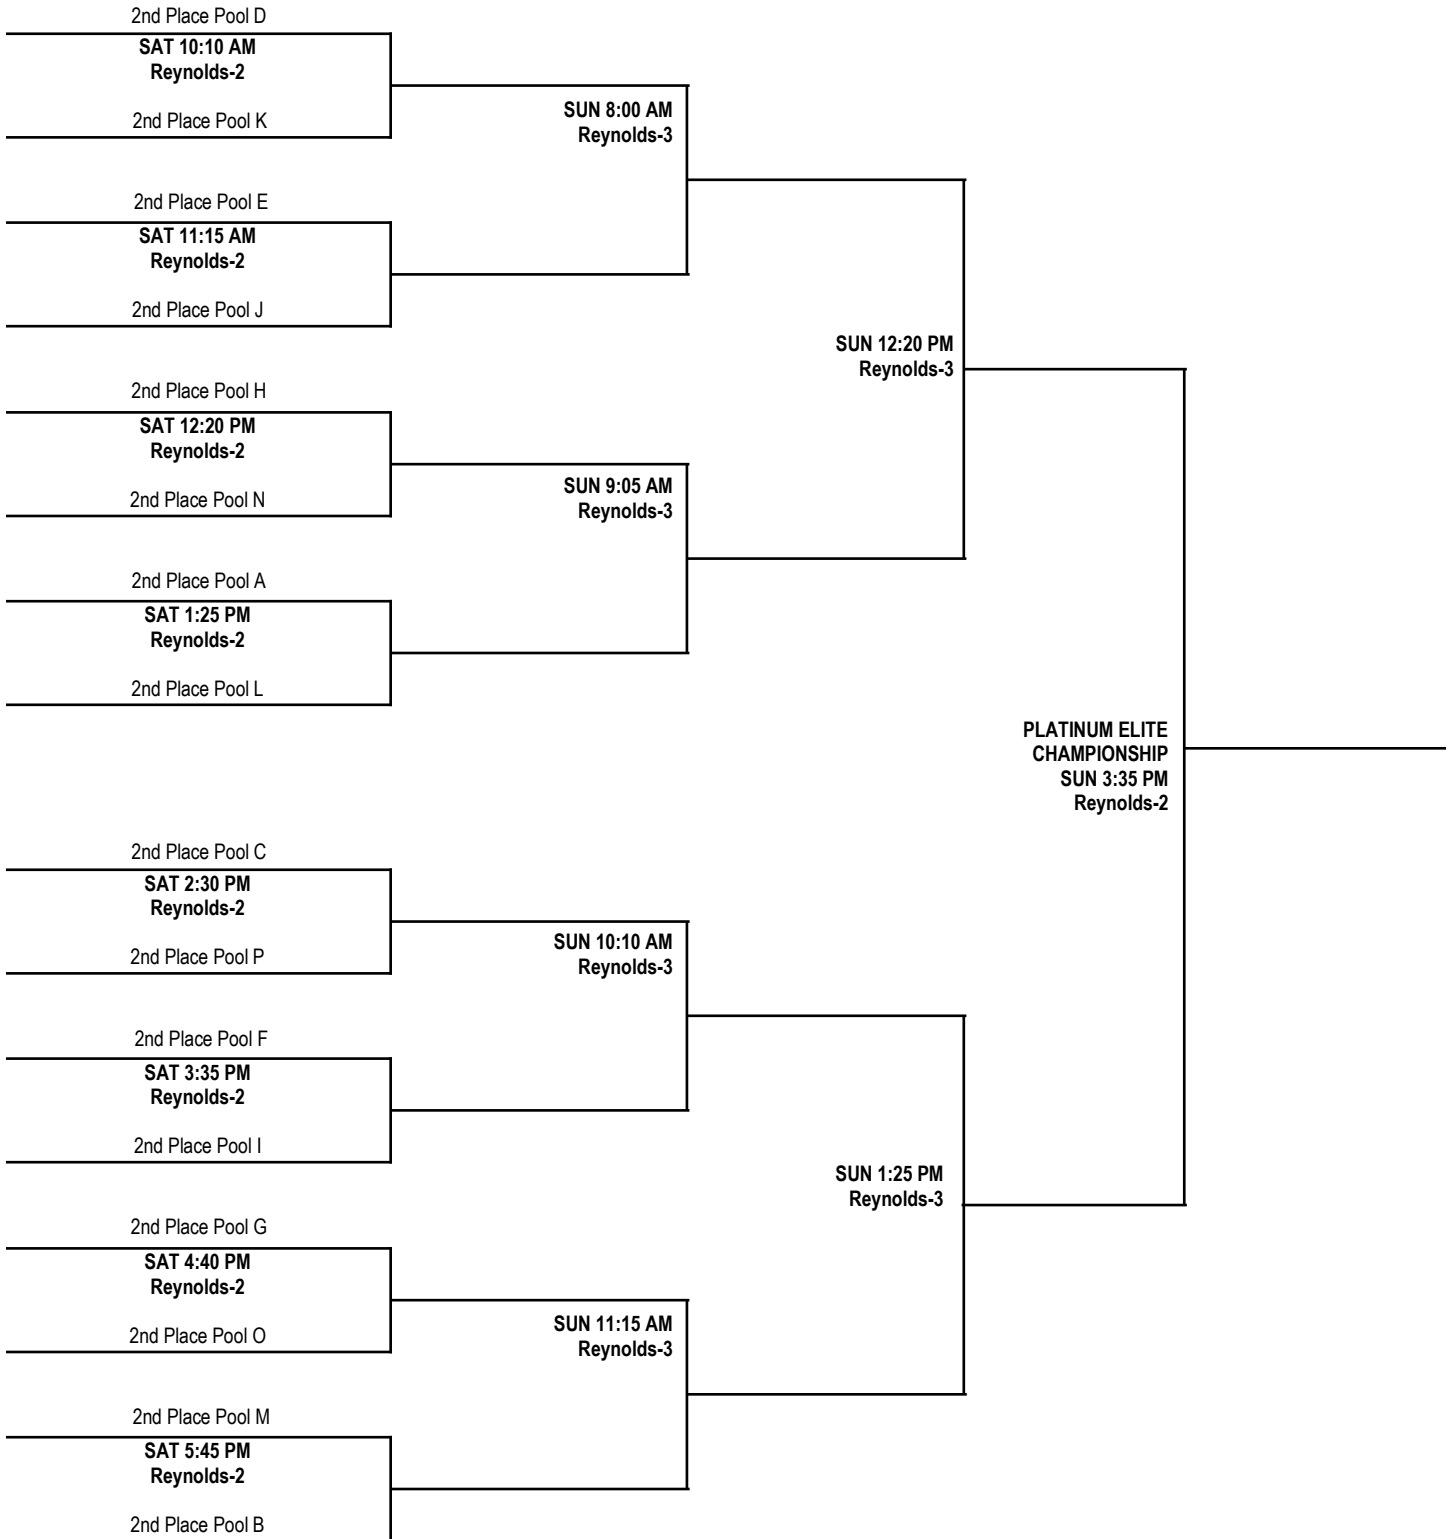 2nd Place Pool D
SAT 10:10 AM
Reynolds-2
2nd Place Pool K
SUN 8:00 AM
Reynolds-3
2nd Place Pool E
SAT 11:15 AM
Reynolds-2
2nd Place Pool J
SUN 12:20 PM
Reynolds-3
2nd Place Pool H
SAT 12:20 PM
Reynolds-2
2nd Place Pool N
SUN 9:05 AM
Reynolds-3
2nd Place Pool A
SAT 1:25 PM
Reynolds-2
2nd Place Pool L
PLATINUM ELITE
CHAMPIONSHIP
SUN 3:35 PM
Reynolds-2
2nd Place Pool C
SAT 2:30 PM
Reynolds-2
2nd Place Pool P
SUN 10:10 AM
Reynolds-3
2nd Place Pool F
SAT 3:35 PM
Reynolds-2
2nd Place Pool I
SUN 1:25 PM
Reynolds-3
2nd Place Pool G
SAT 4:40 PM
Reynolds-2
2nd Place Pool O
SUN 11:15 AM
Reynolds-3
2nd Place Pool M
SAT 5:45 PM
Reynolds-2
2nd Place Pool B